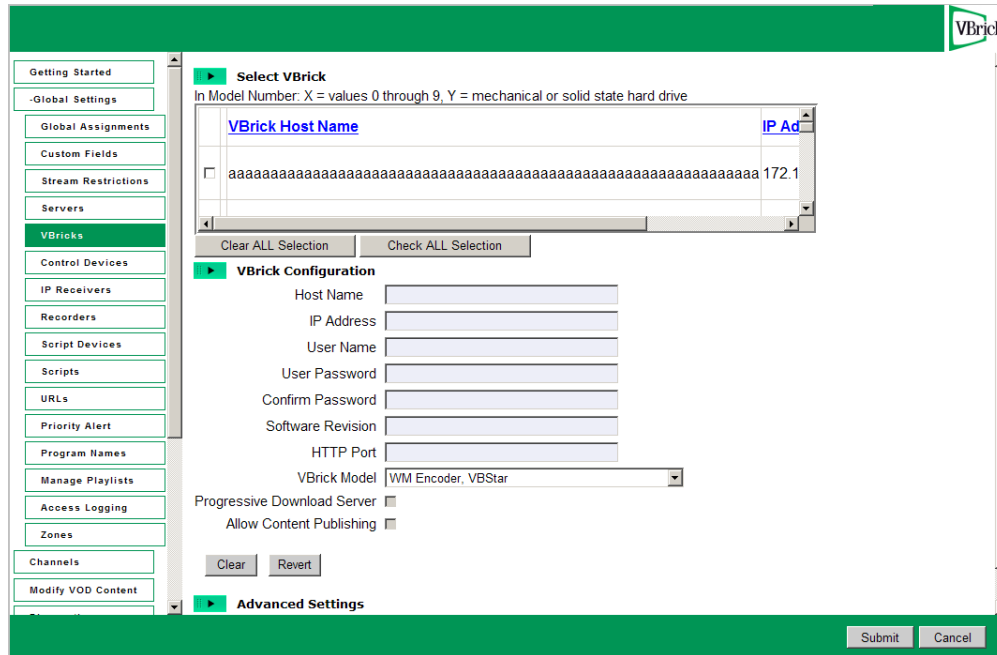 VBrick
Getting Started
-Global Settings
Global Assignments
Custom Fields
Stream Restrictions
Servers
VBricks
Control Devices
IP Receivers
Recorders
Script Devices
Scripts
URLs
Priority Alert
Program Names
Manage Playlists
Access Logging
Zones
Channels
Modify VOD Content
Select VBrick
In Model Number: X = values 0 through 9, Y = mechanical or solid state hard drive
VBrick Host Name IP Ad
aaaaaaaaaaaaaaaaaaaaaaaaaaaaaaaaaaaaaaaaaaaaaaaaaaaaaaaaaaaaaaa 172.1
Clear ALL Selection Check ALL Selection
VBrick Configuration
Host Name
IP Address
User Name
User Password
Confirm Password
Software Revision
HTTP Port
VBrick Model WM Encoder, VBStar
Progressive Download Server
Allow Content Publishing
Clear Revert
Advanced Settings
Submit Cancel